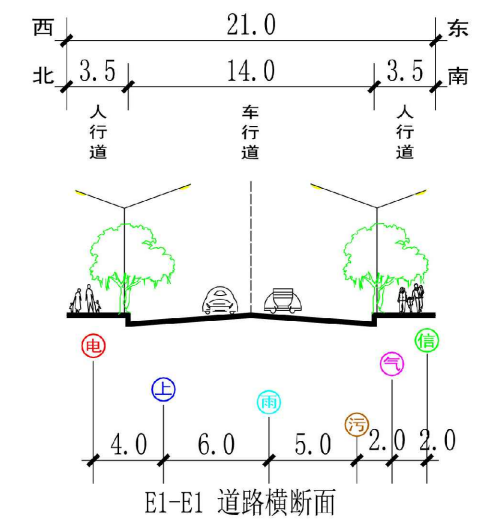 西 21.0 东
北 3.5 14.0 3.5 南
人行道 车行道 人行道
电 上 雨 污 气 信
4.0 6.0 5.0 2.0 2.0
E1-E1 道路横断面